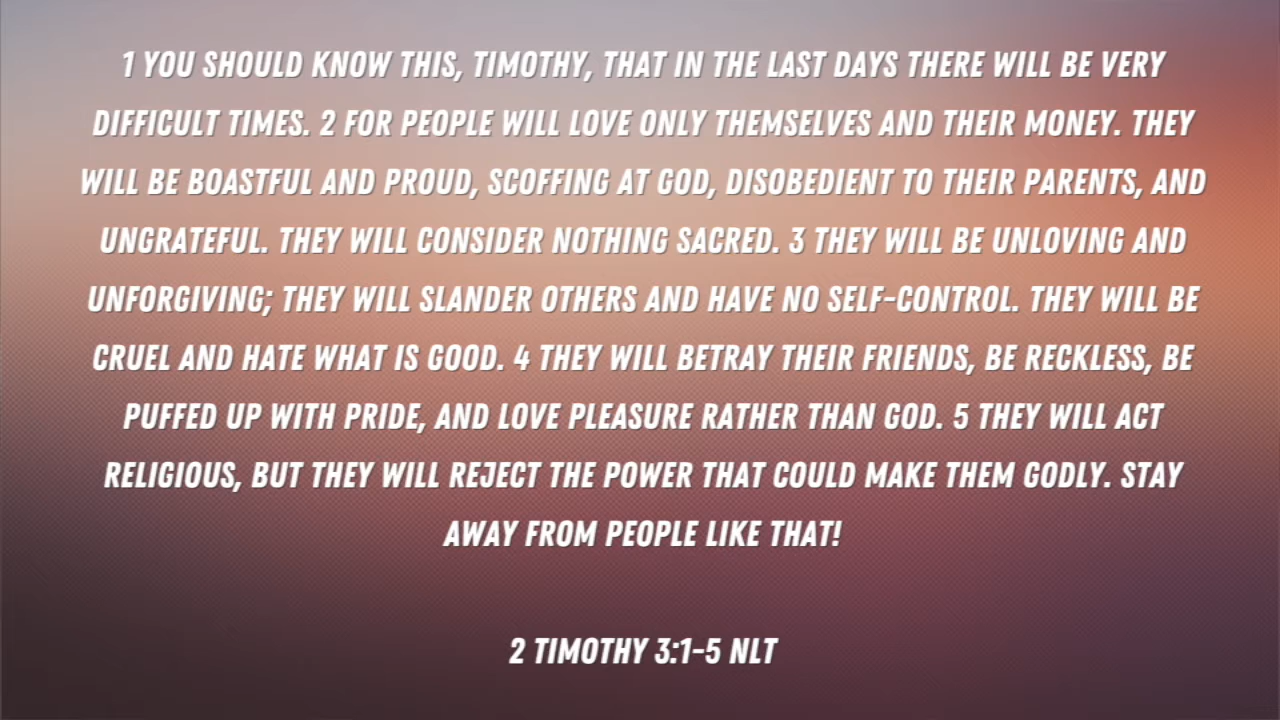 1 YOU SHOULD KNOW THIS, TIMOTHY, THAT IN THE LAST DAYS THERE WILL BE VERY
DIFFICULT TIMES. 2 FOR PEOPLE WILL LOVE ONLY THEMSELVES AND THEIR MONEY. THEY
WILL BE BOASTFUL AND PROUD, SCOFFING AT GOD, DISOBEDIENT TO THEIR PARENTS, AND
UNGRATEFUL. THEY WILL CONSIDER NOTHING SACRED. 3 THEY WILL BE UNLOVING AND
UNFORGIVING; THEY WILL SLANDER OTHERS AND HAVE NO SELF-CONTROL. THEY WILL BE
CRUEL AND HATE WHAT IS GOOD. 4 THEY WILL BETRAY THEIR FRIENDS, BE RECKLESS, BE
PUFFED UP WITH PRIDE, AND LOVE PLEASURE RATHER THAN GOD. 5 THEY WILL ACT
RELIGIOUS, BUT THEY WILL REJECT THE POWER THAT COULD MAKE THEM GODLY. STAY
AWAY FROM PEOPLE LIKE THAT!
2 TIMOTHY 3:1-5 NLT